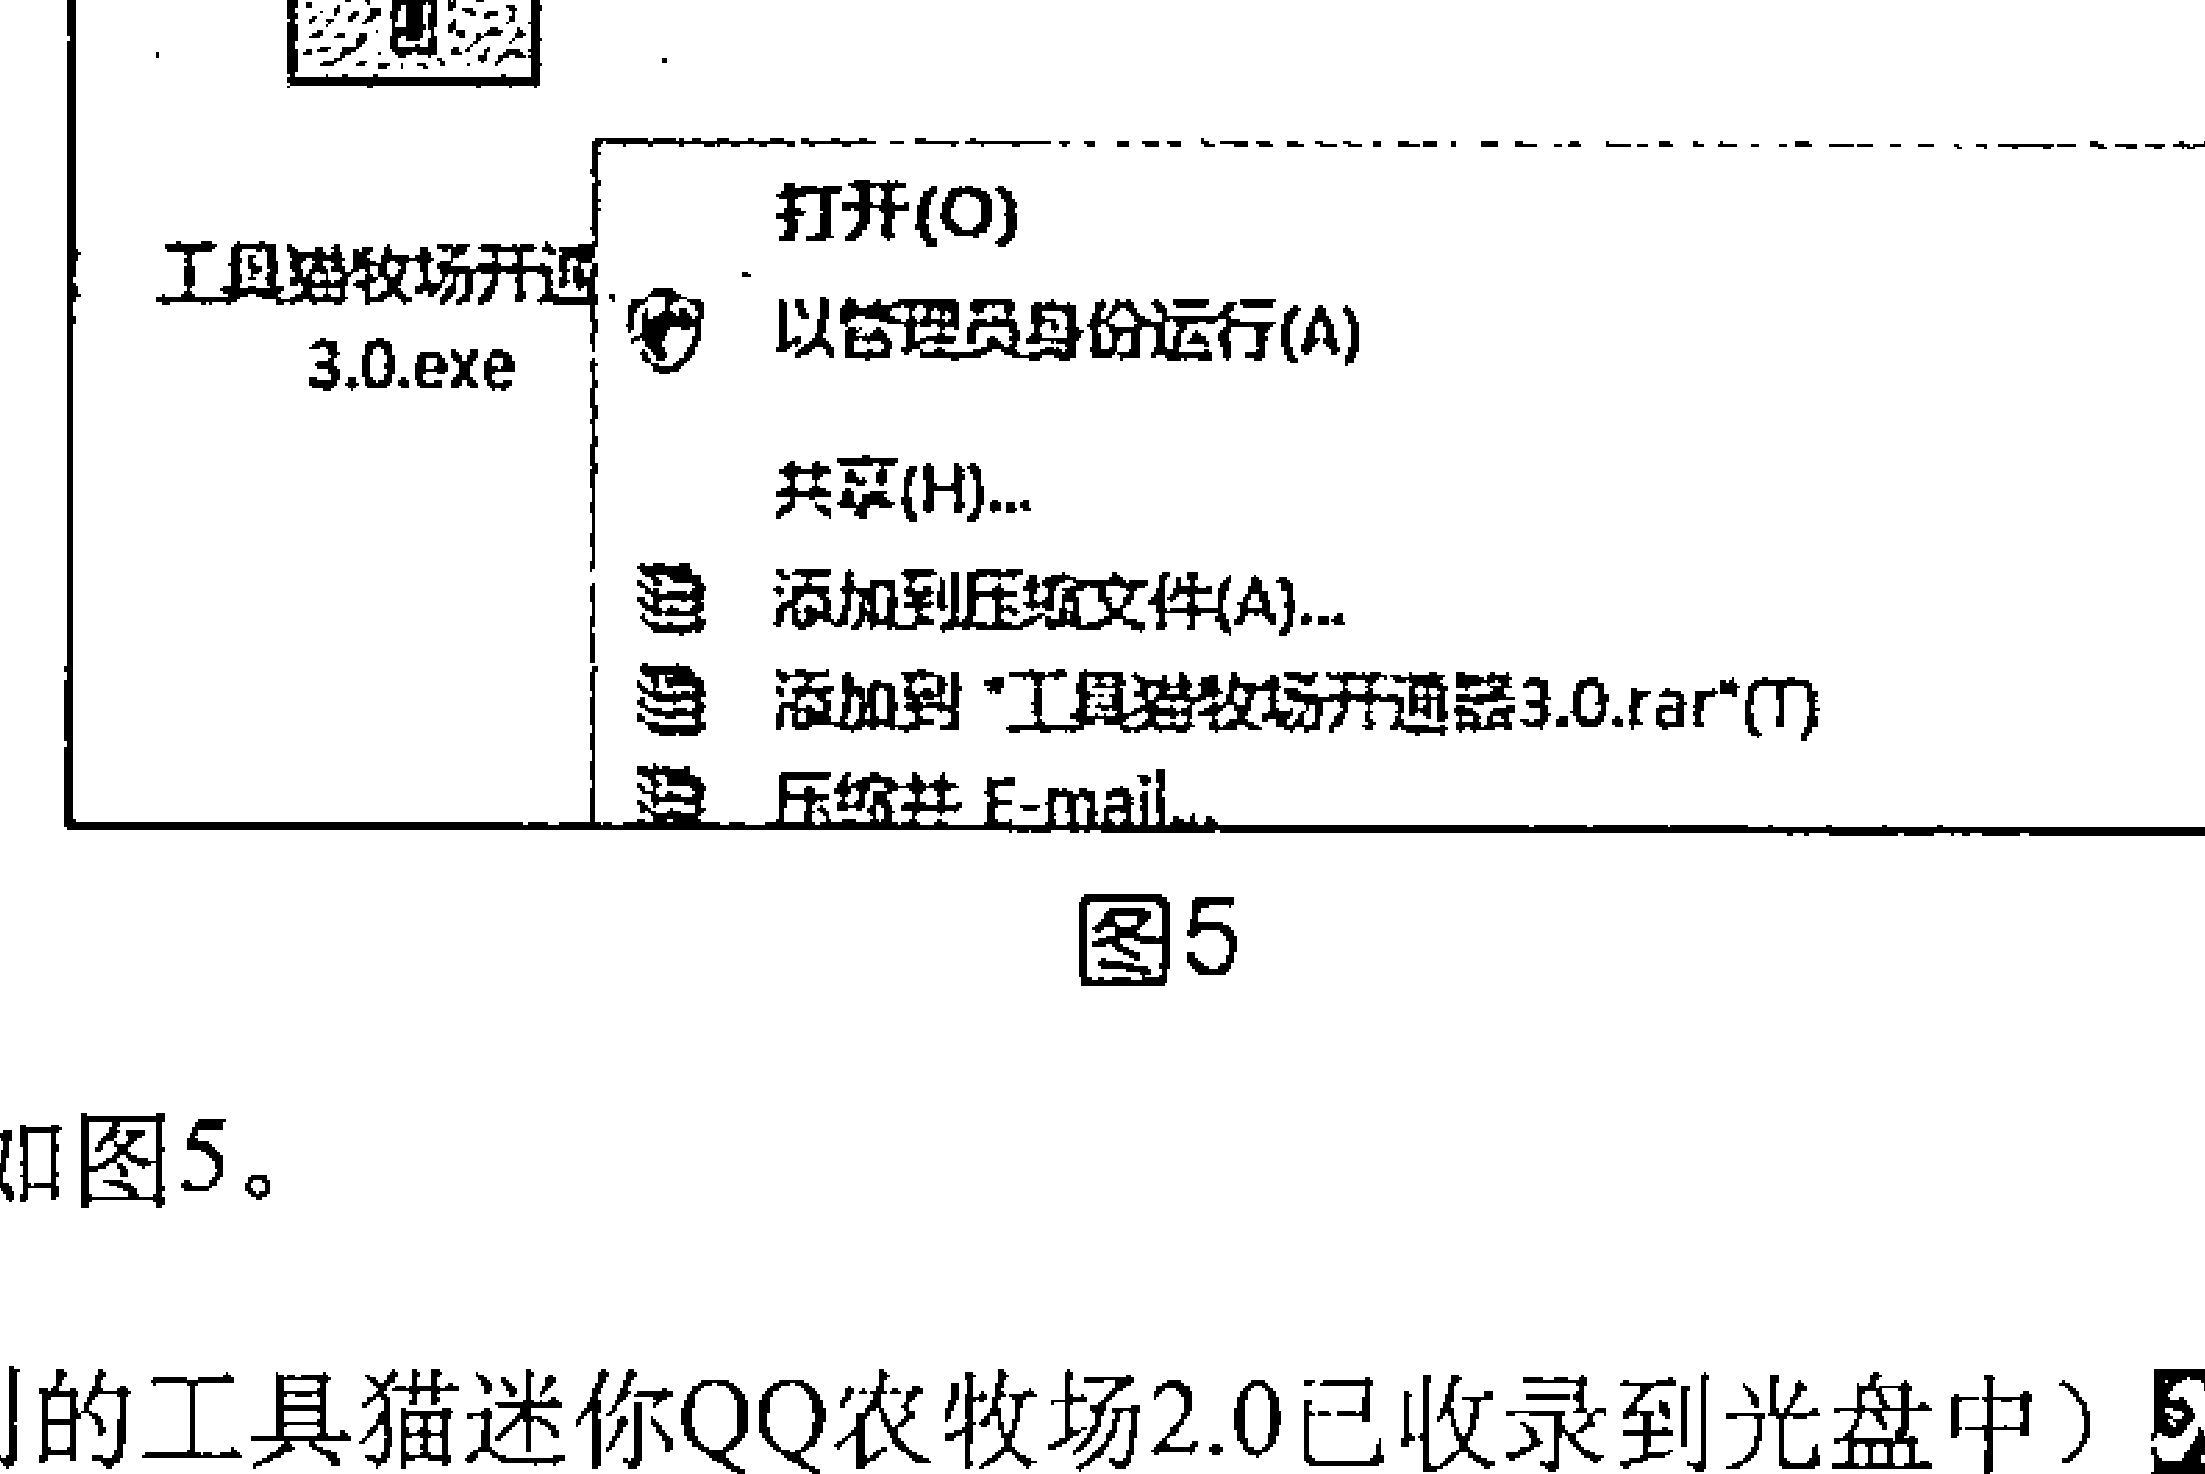 打开(O)
工具猫牧场开通
3.0.exe
以管理员身份运行(A)
共享(H)...
添加到压缩文件(A)...
添加到 "工具猫牧场开通器3.0.rar"(T)
压缩并 E-mail...
图5
如图5。
的工具猫迷你QQ农牧场2.0已收录到光盘中）